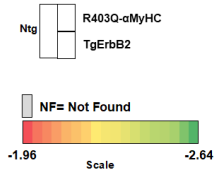 Ntg
R403Q-αMyHC
TgErbB2
NF= Not Found
-1.96
-2.64
Scale